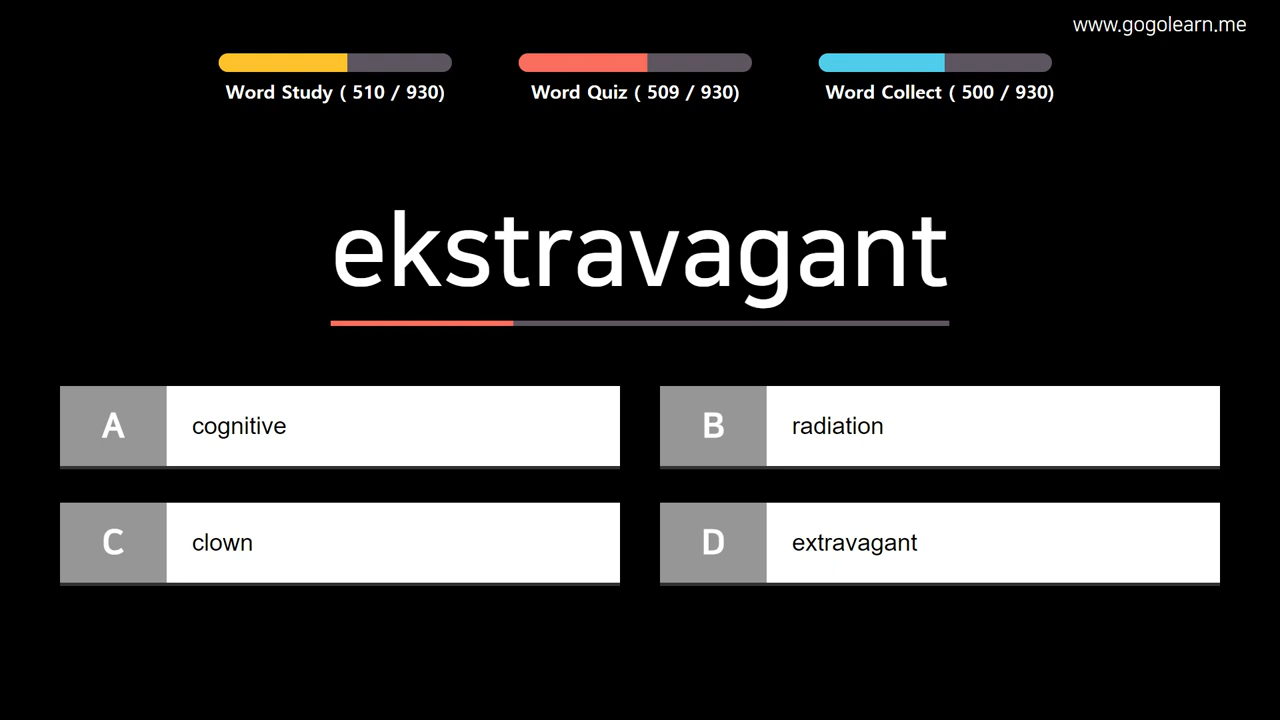 www.gogolearn.me
Word Study ( 510 / 930)
Word Quiz ( 509 / 930)
Word Collect ( 500 / 930)
ekstravagant
A cognitive
B radiation
C clown
D extravagant